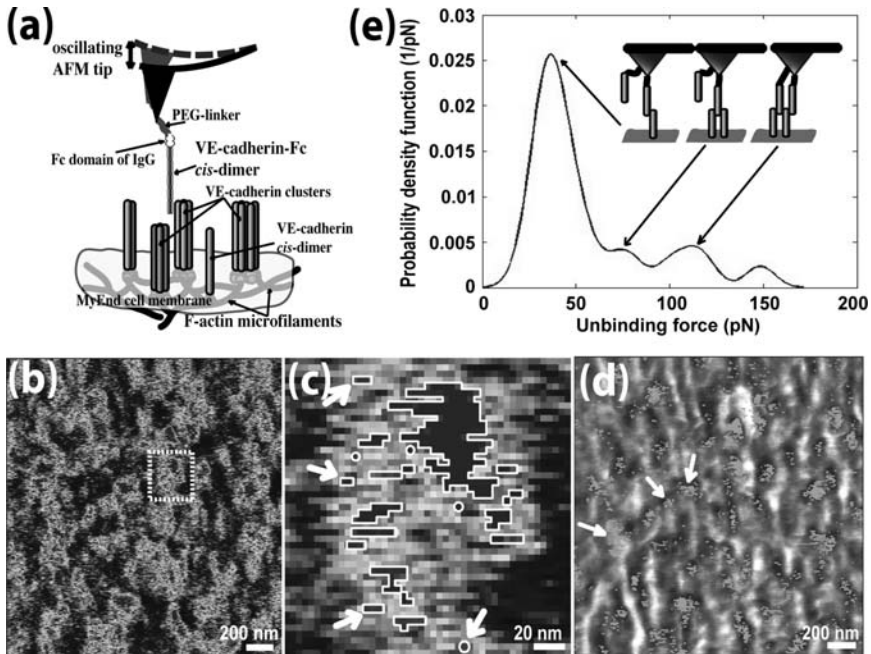 (a)
oscillating
AFM tip
PEG-linker
Fc domain of IgG
VE-cadherin-Fc
cis-dimer
VE-cadherin clusters
VE-cadherin
cis-dimer
MyEnd cell membrane
F-actin microfilaments
(e)
Probability density function (1/pN)
0.03
0.025
0.02
0.015
0.01
0.005
0
0
50
100
150
200
Unbinding force (pN)
(b)
200 nm
(c)
20 nm
(d)
200 nm